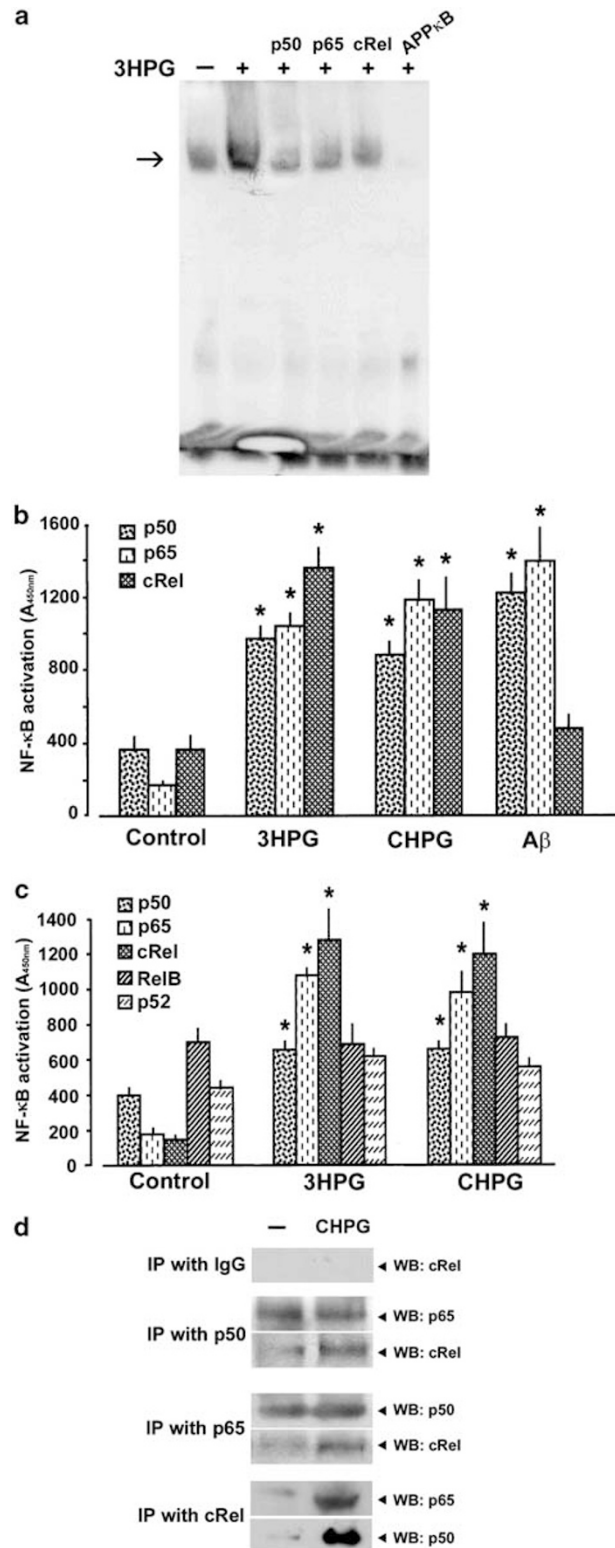 a
p50 p65 cRel APPκB
3HPG − + + + + +
→
b
1600
1200
800
400
0
NF-κB activation (A450nm)
p50
p65
cRel
* * *
* * *
* *
Control 3HPG CHPG Aβ
c
1400
1200
1000
800
600
400
200
0
NF-κB activation (A450nm)
p50
p65
cRel
RelB
p52
* * *
* * *
Control 3HPG CHPG
d
− CHPG
IP with IgG ◄ WB: cRel
IP with p50 ◄ WB: p65
◄ WB: cRel
IP with p65 ◄ WB: p50
◄ WB: cRel
IP with cRel ◄ WB: p65
◄ WB: p50